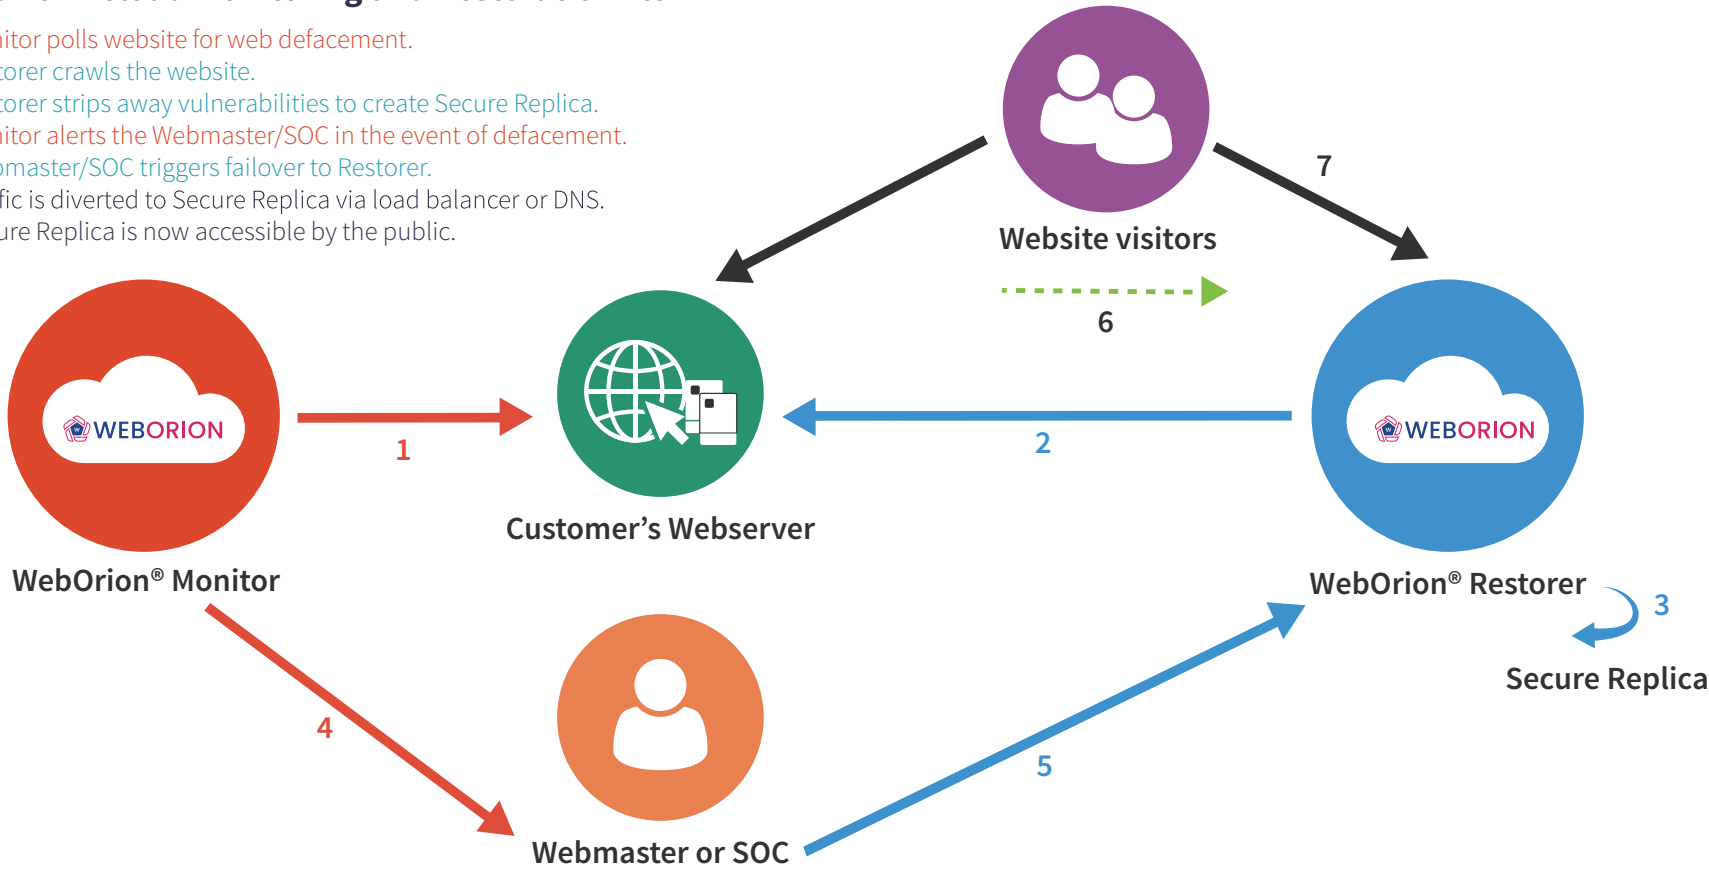 nitor polls website for web defacement.
torer crawls the website.
torer strips away vulnerabilities to create Secure Replica.
nitor alerts the Webmaster/SOC in the event of defacement.
bmaster/SOC triggers failover to Restorer.
fic is diverted to Secure Replica via load balancer or DNS.
ure Replica is now accessible by the public.
7
Website visitors
6
WEBORION
1
2
WEBORION
Customer's Webserver
WebOrion® Monitor
WebOrion® Restorer
3
Secure Replica
4
5
Webmaster or SOC